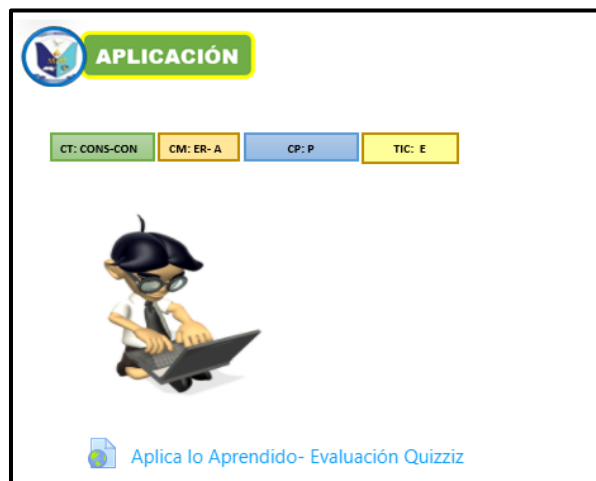 APLICACIÓN
CT: CONS-CON CM: ER- A CP: P TIC: E
Aplica lo Aprendido- Evaluación Quizziz